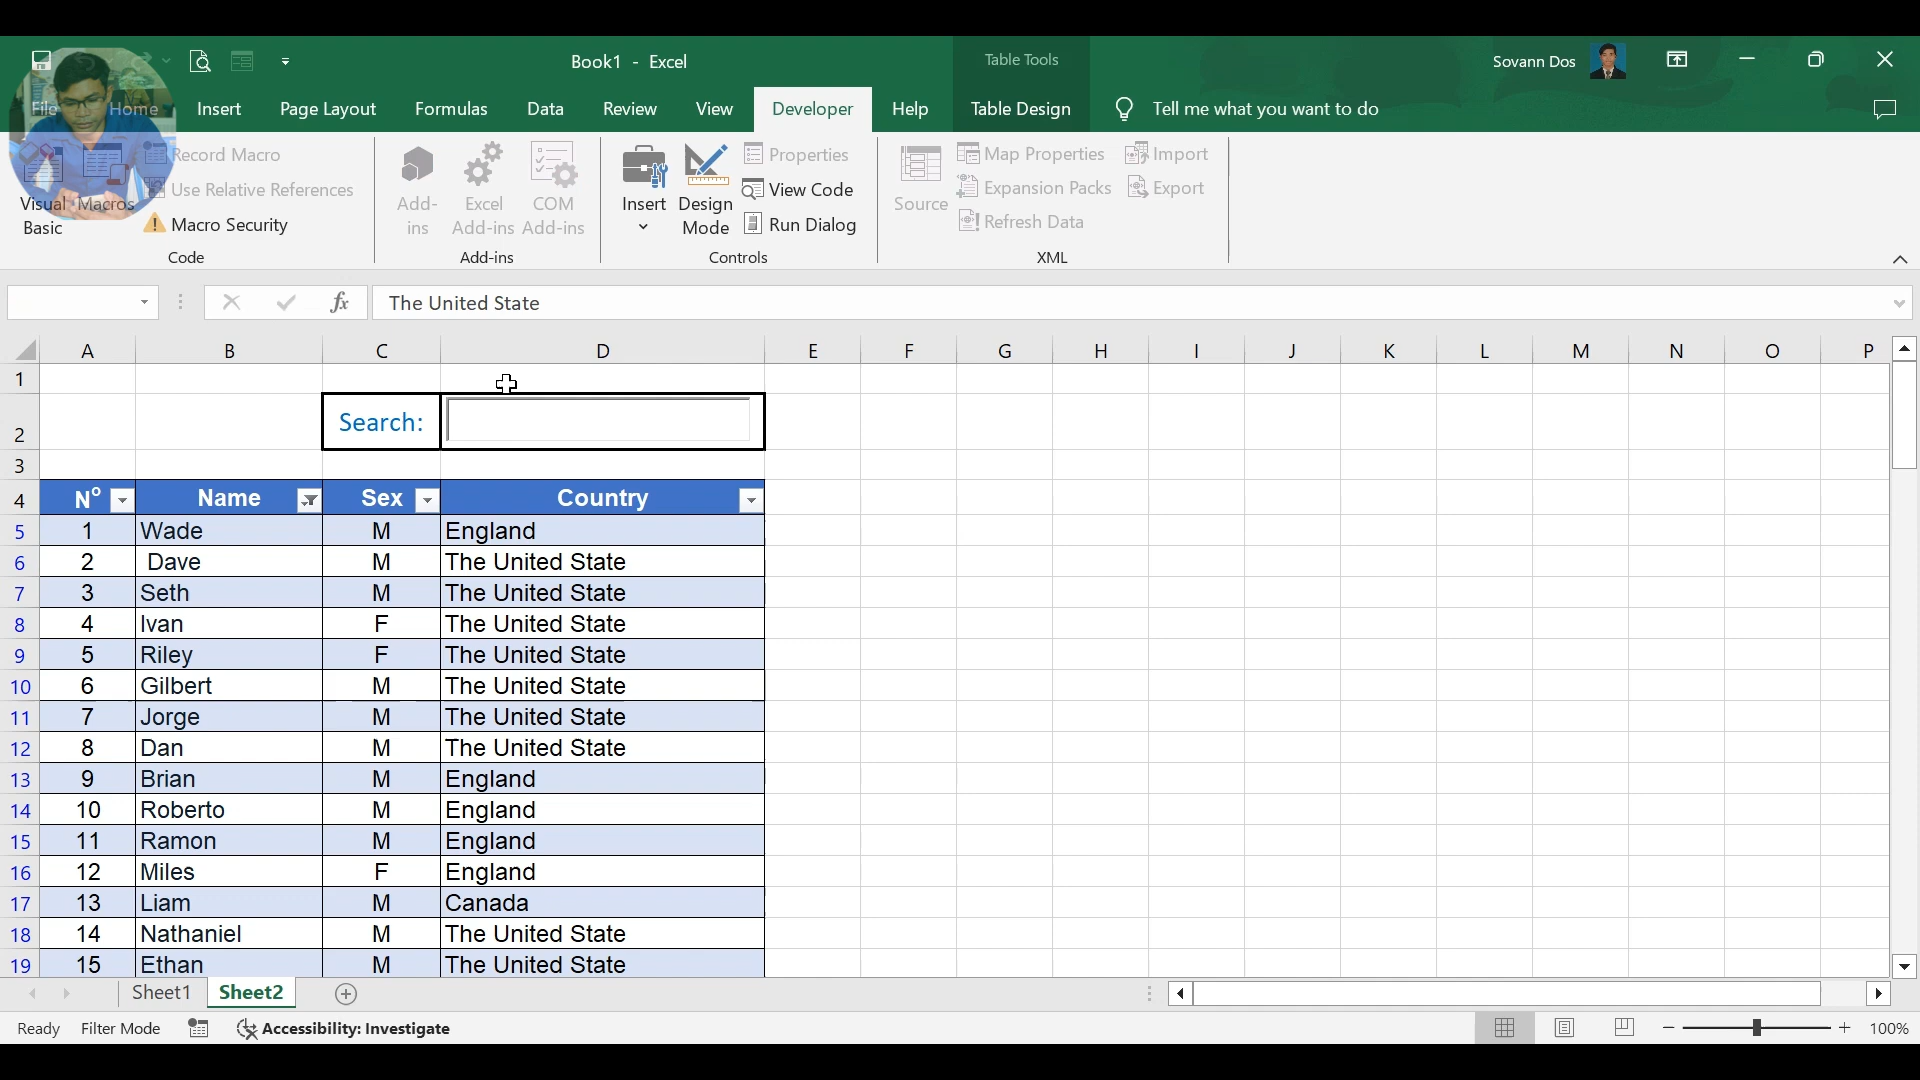 Book1 - Excel
Table Tools
Sovann Dos
File Home Insert Page Layout Formulas Data Review View Developer Help Table Design Tell me what you want to do
Visual Basic
Macros
Record Macro
Use Relative References
Macro Security
Code
Add-ins
Excel Add-ins
COM Add-ins
Add-ins
Insert
Design Mode
Properties
View Code
Run Dialog
Controls
Source
Map Properties
Expansion Packs
Refresh Data
Import
Export
XML
fx The United State
A B C D E F G H I J K L M N O P
1
2 Search:
3
4 N° Name Sex Country
5 1 Wade M England
6 2 Dave M The United State
7 3 Seth M The United State
8 4 Ivan F The United State
9 5 Riley F The United State
10 6 Gilbert M The United State
11 7 Jorge M The United State
12 8 Dan M The United State
13 9 Brian M England
14 10 Roberto M England
15 11 Ramon M England
16 12 Miles F England
17 13 Liam M Canada
18 14 Nathaniel M The United State
19 15 Ethan M The United State
Sheet1 Sheet2
Ready Filter Mode Accessibility: Investigate 100%